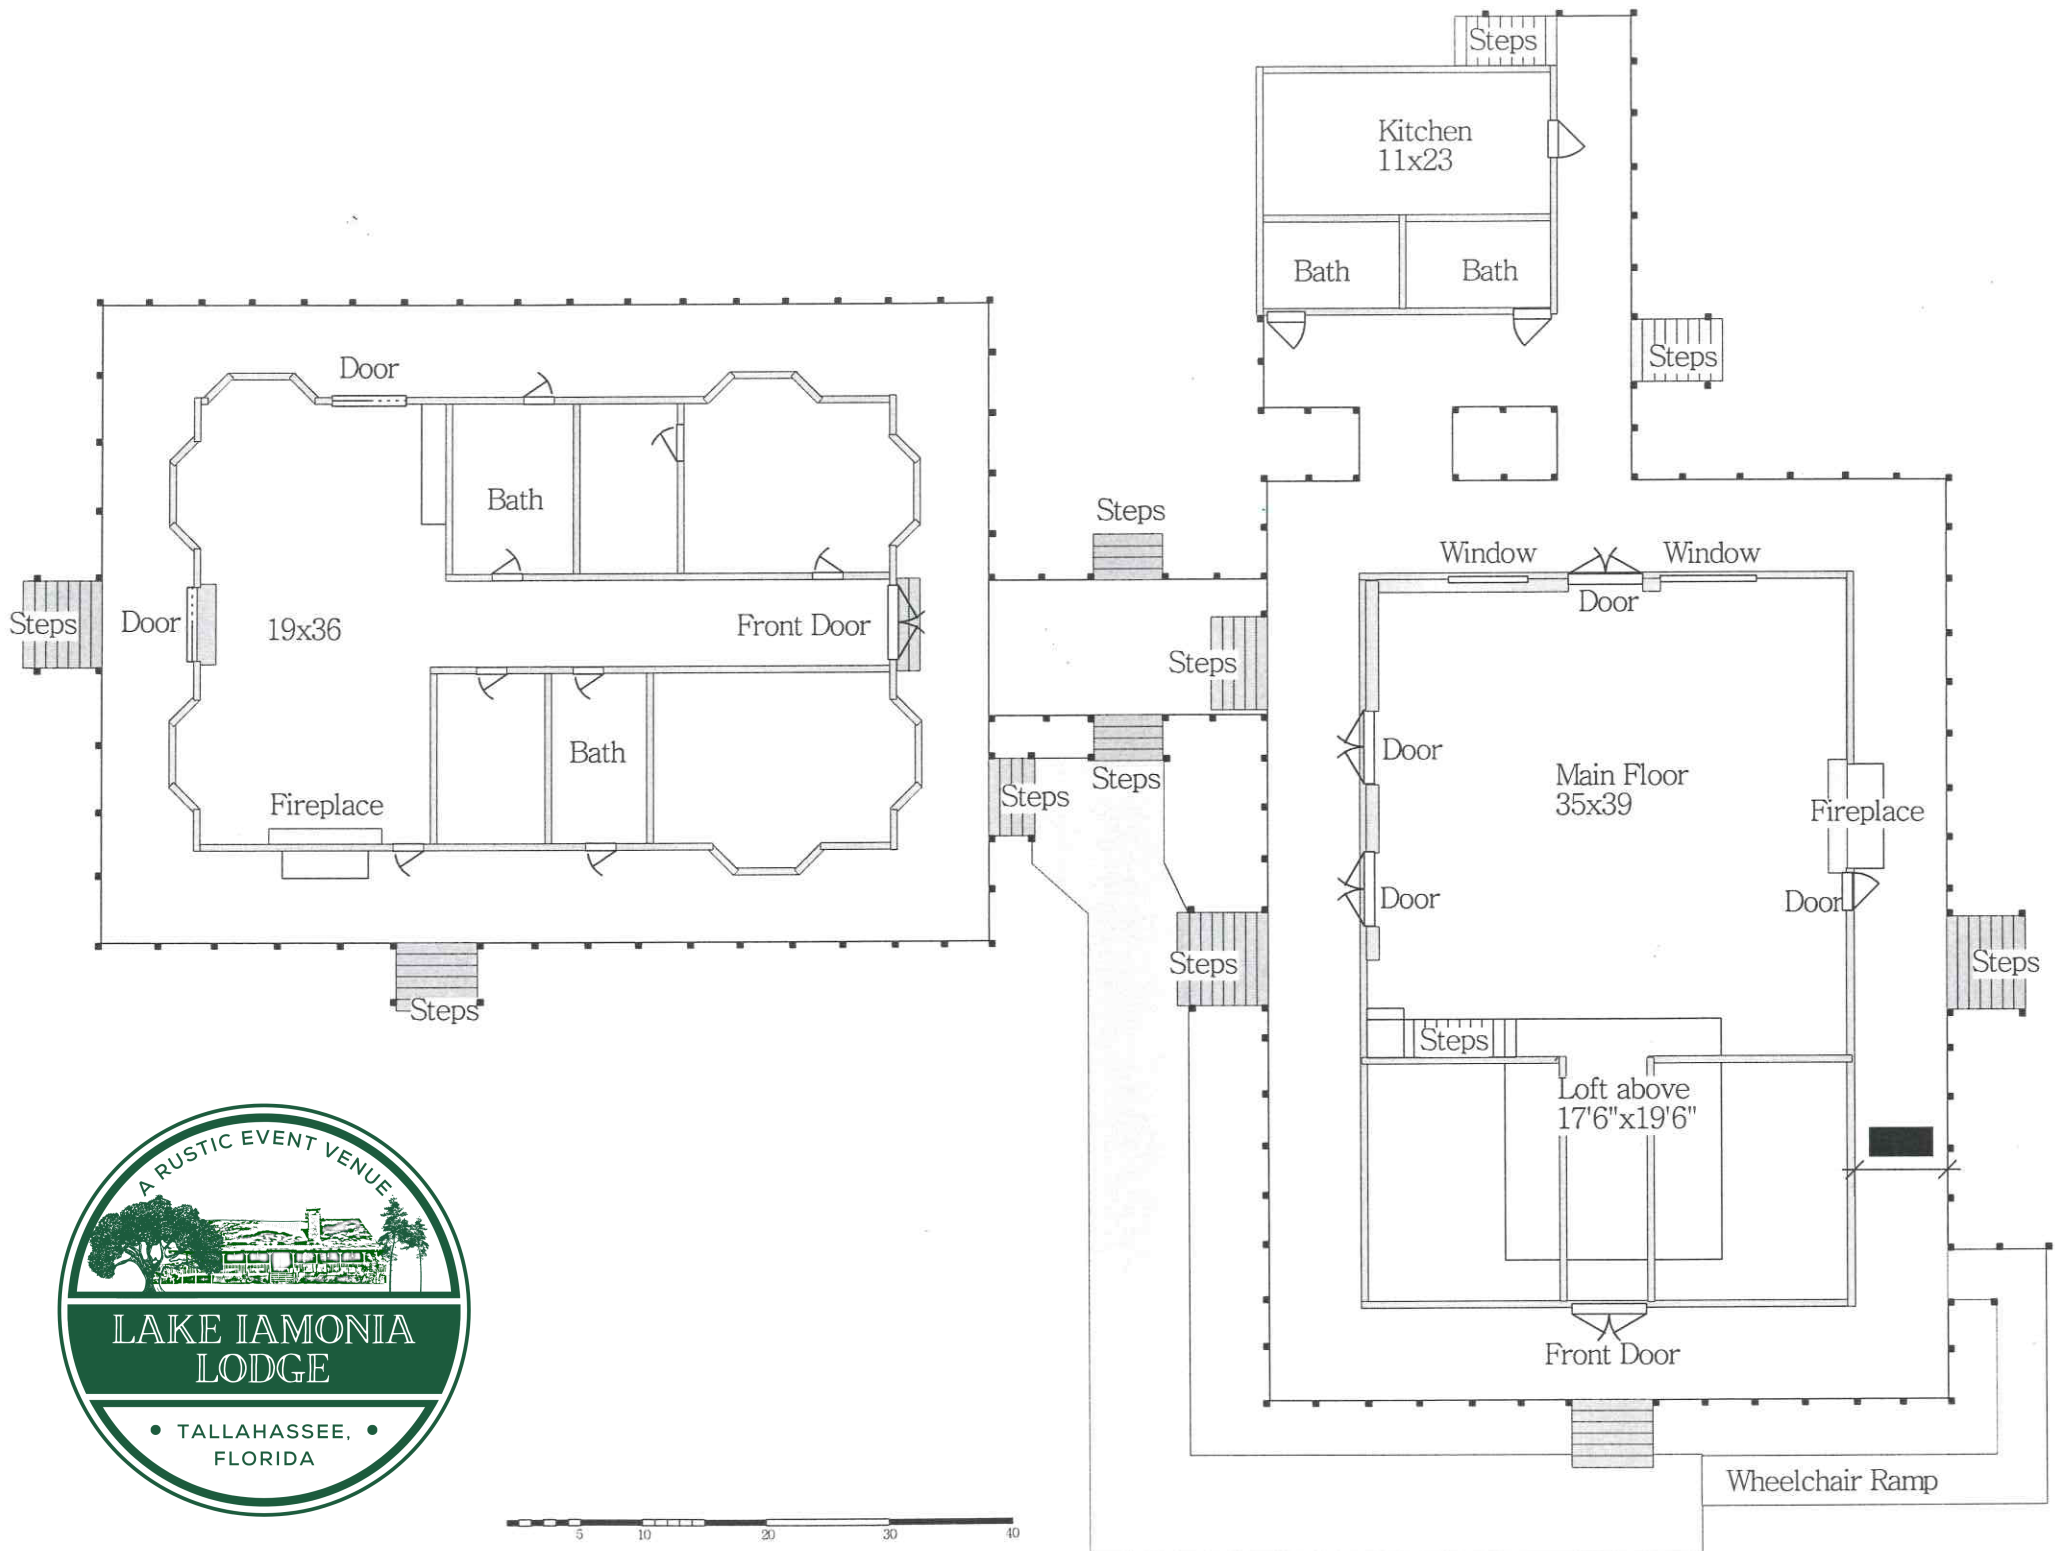 Steps
Kitchen
11x23
Bath
Bath
Steps
Door
Bath
Steps
Door
19x36
Front Door
Steps
Steps
Steps
Steps
Bath
Fireplace
Steps
Window
Window
Door
Door
Main Floor
35x39
Fireplace
Door
Door
Steps
Steps
Steps
Loft above
17'6"x19'6"
Front Door
Wheelchair Ramp
A RUSTIC EVENT VENUE
LAKE IAMONIA
LODGE
• TALLAHASSEE, •
FLORIDA
5 10 20 30 40